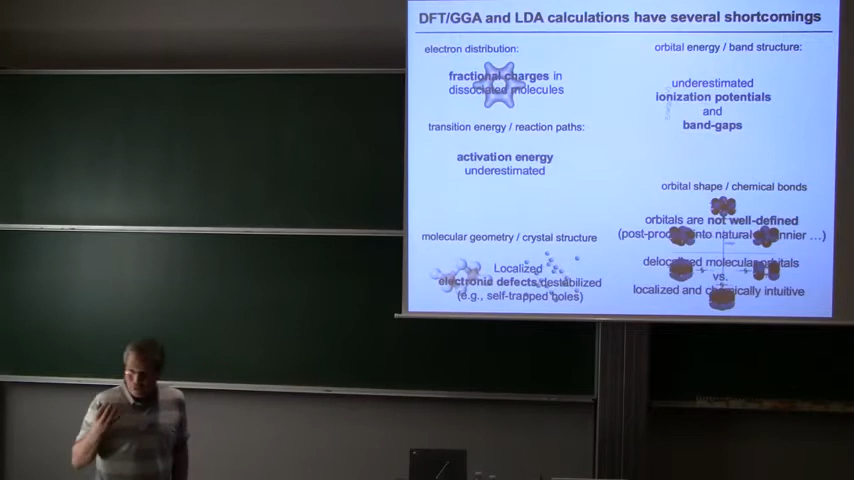 DFT/GGA and LDA calculations have several shortcomings
electron distribution:
fractional charges in
dissociated molecules
transition energy / reaction paths:
activation energy
underestimated
molecular geometry / crystal structure
Localized
electronic defects destabilized
(e.g., self-trapped holes)
orbital energy / band structure:
underestimated
ionization potentials
and
band-gaps
orbital shape / chemical bonds
orbitals are not well-defined
into natural
…)
delocalized molecular orbitals
vs.
localized and chemically intuitive